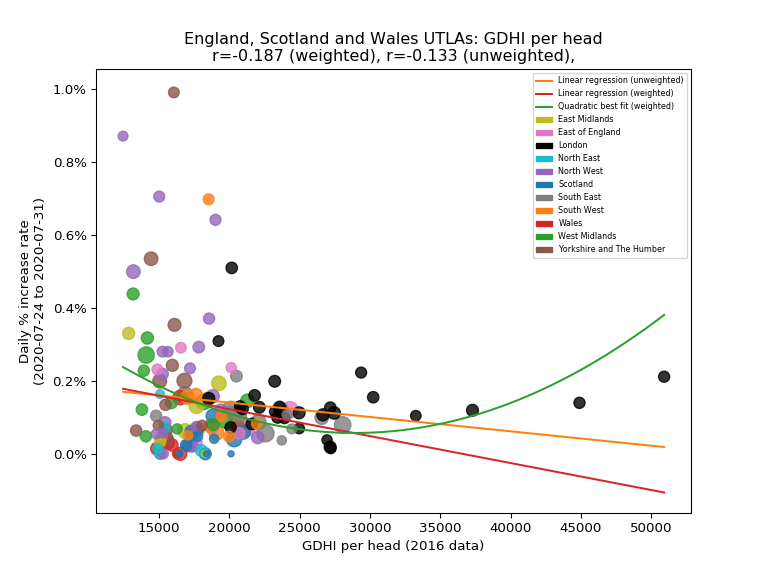 England, Scotland and Wales UTLAs: GDHI per head
r=-0.187 (weighted), r=-0.133 (unweighted),
Daily % increase rate
(2020-07-24 to 2020-07-31)
1.0%
0.8%
0.6%
0.4%
0.2%
0.0%
Linear regression (unweighted)
Linear regression (weighted)
Quadratic best fit (weighted)
East Midlands
East of England
London
North East
North West
Scotland
South East
South West
Wales
West Midlands
Yorkshire and The Humber
15000 20000 25000 30000 35000 40000 45000 50000
GDHI per head (2016 data)